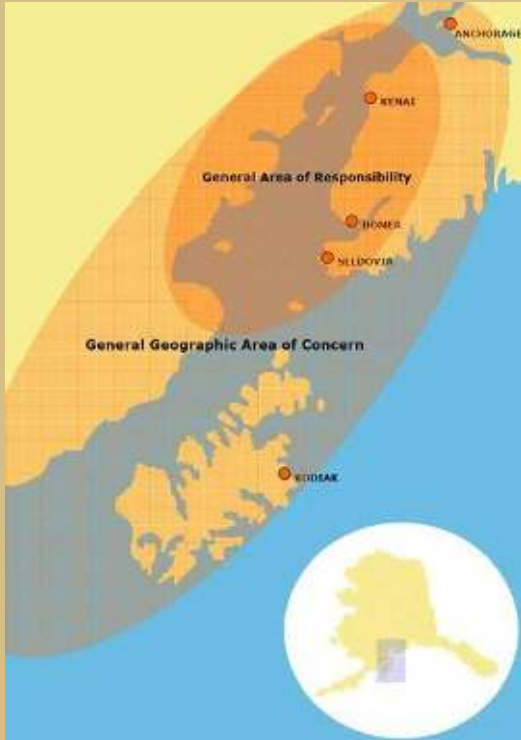 ANCHORAGE
KENAI
General Area of Responsibility
HOMER
SELDOVIA
General Geographic Area of Concern
KODIAK